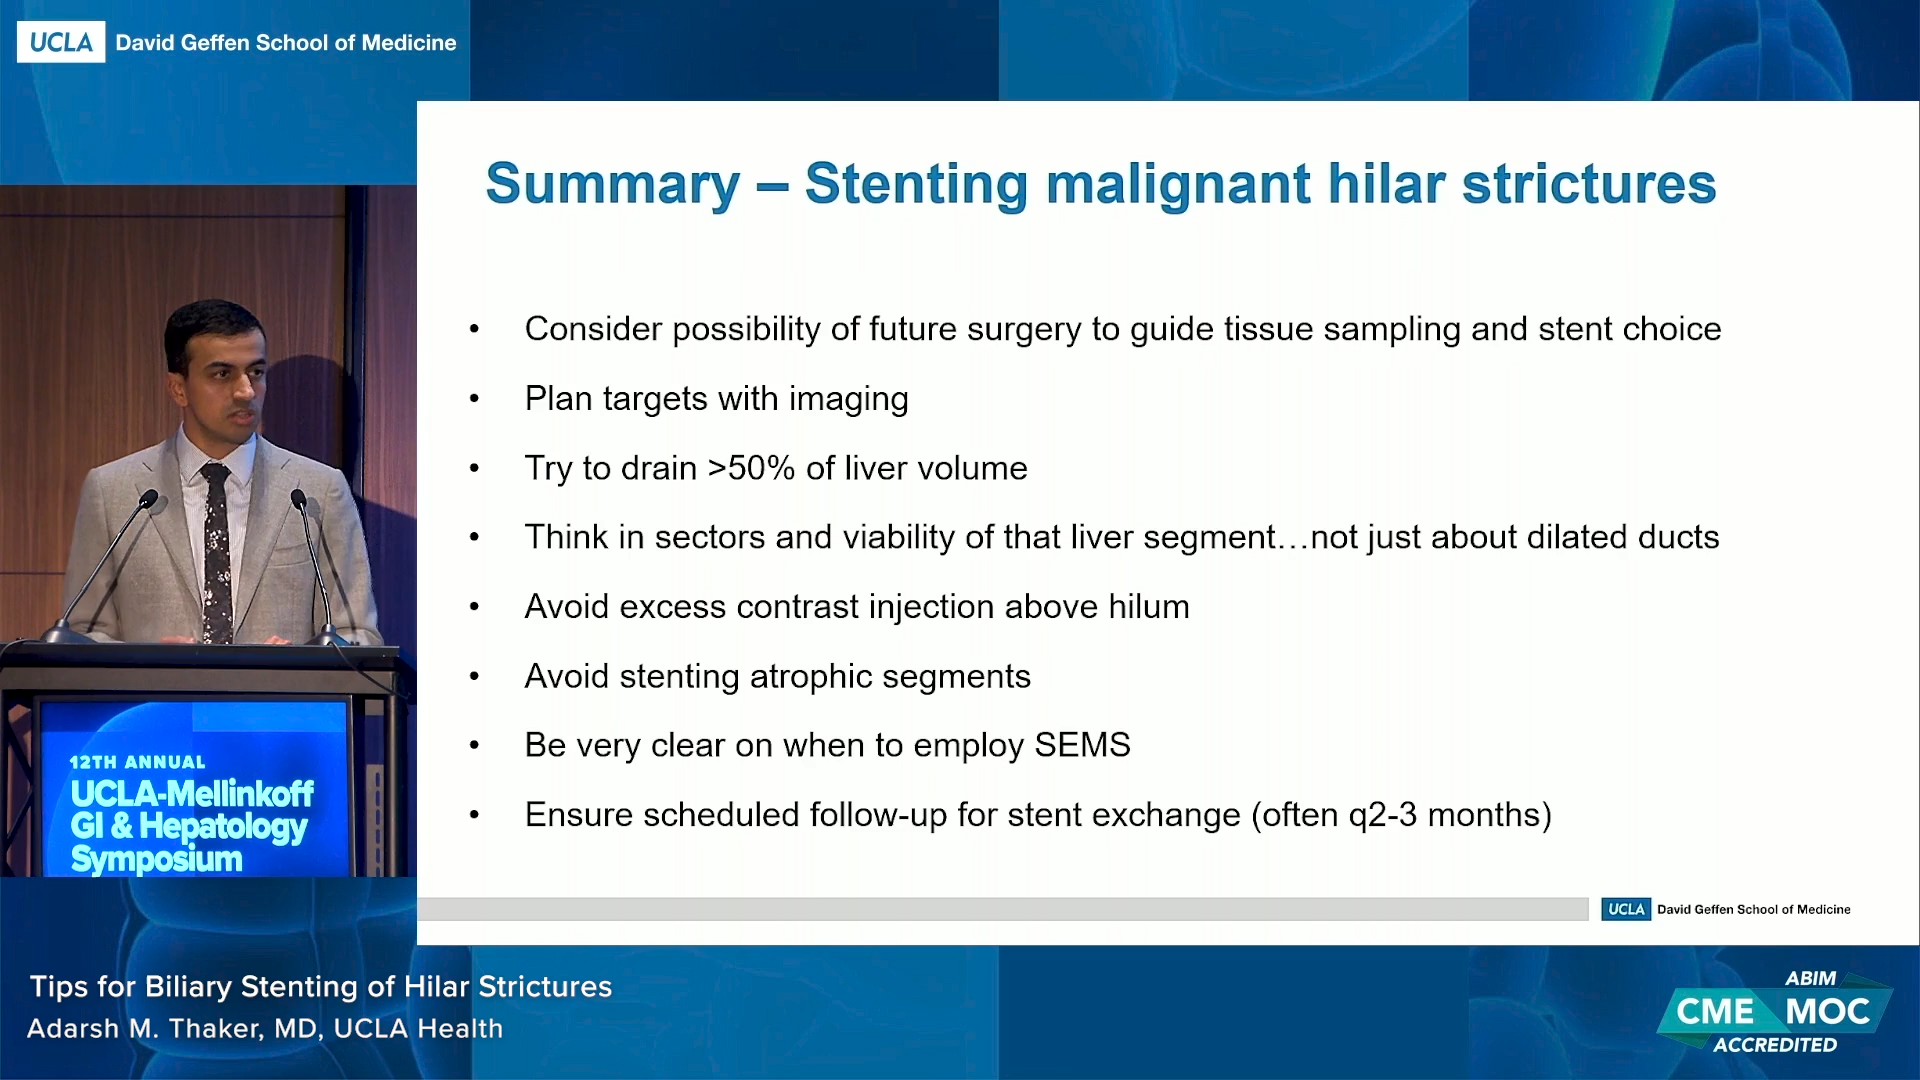 UCLA David Geffen School of Medicine
Summary – Stenting malignant hilar strictures
• Consider possibility of future surgery to guide tissue sampling and stent choice
• Plan targets with imaging
• Try to drain >50% of liver volume
• Think in sectors and viability of that liver segment…not just about dilated ducts
• Avoid excess contrast injection above hilum
• Avoid stenting atrophic segments
• Be very clear on when to employ SEMS
• Ensure scheduled follow-up for stent exchange (often q2-3 months)
UCLA David Geffen School of Medicine
12TH ANNUAL
UCLA-Mellinkoff
GI & Hepatology
Symposium
Tips for Biliary Stenting of Hilar Strictures
Adarsh M. Thaker, MD, UCLA Health
ABIM
CME MOC
ACCREDITED